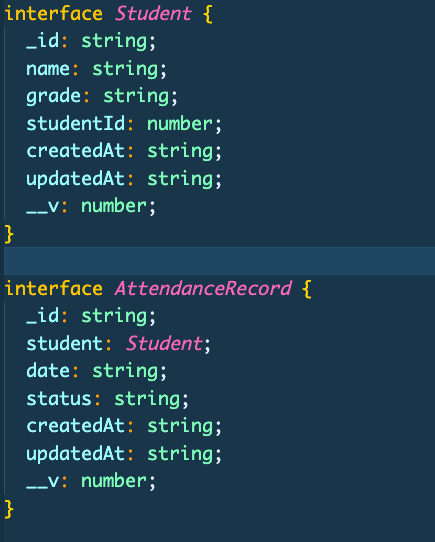 interface Student {
  _id: string;
  name: string;
  grade: string;
  studentId: number;
  createdAt: string;
  updatedAt: string;
  __v: number;
}

interface AttendanceRecord {
  _id: string;
  student: Student;
  date: string;
  status: string;
  createdAt: string;
  updatedAt: string;
  __v: number;
}